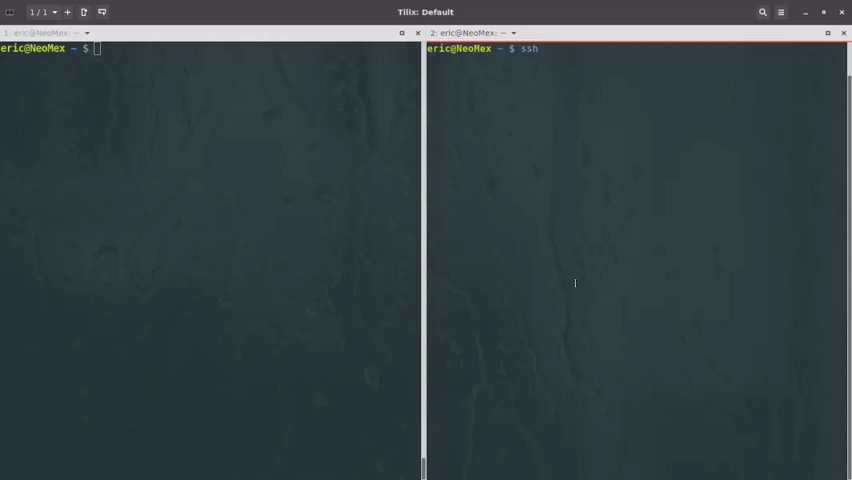 1 / 1
Tilix: Default
1: eric@NeoMex: ~
2: eric@NeoMex: ~
eric@NeoMex ~ $
eric@NeoMex ~ $ ssh